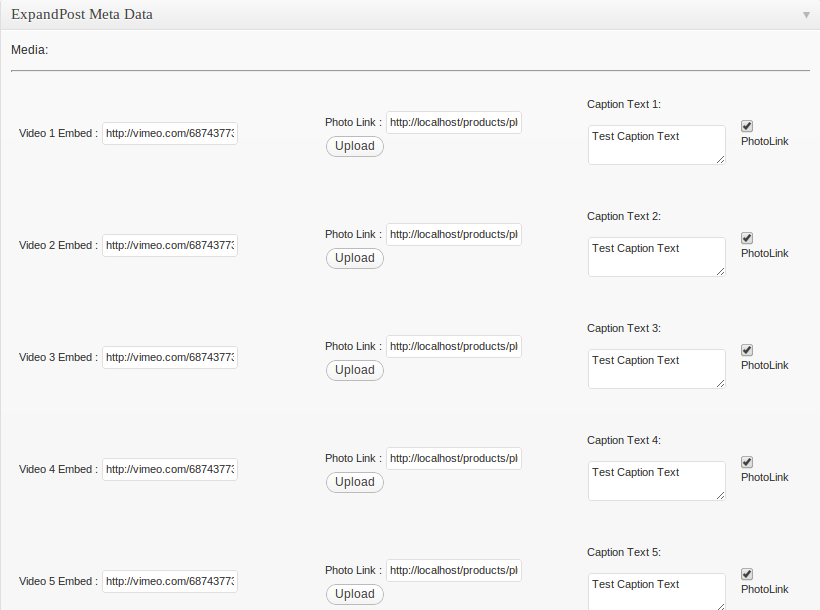 ExpandPost Meta Data
Media:
Caption Text 1:
Video 1 Embed : http://vimeo.com/68743773
Photo Link : http://localhost/products/pl
Upload
Test Caption Text
PhotoLink
Caption Text 2:
Video 2 Embed : http://vimeo.com/68743773
Photo Link : http://localhost/products/pl
Upload
Test Caption Text
PhotoLink
Caption Text 3:
Video 3 Embed : http://vimeo.com/68743773
Photo Link : http://localhost/products/pl
Upload
Test Caption Text
PhotoLink
Caption Text 4:
Video 4 Embed : http://vimeo.com/68743773
Photo Link : http://localhost/products/pl
Upload
Test Caption Text
PhotoLink
Caption Text 5:
Video 5 Embed : http://vimeo.com/68743773
Photo Link : http://localhost/products/pl
Upload
Test Caption Text
PhotoLink